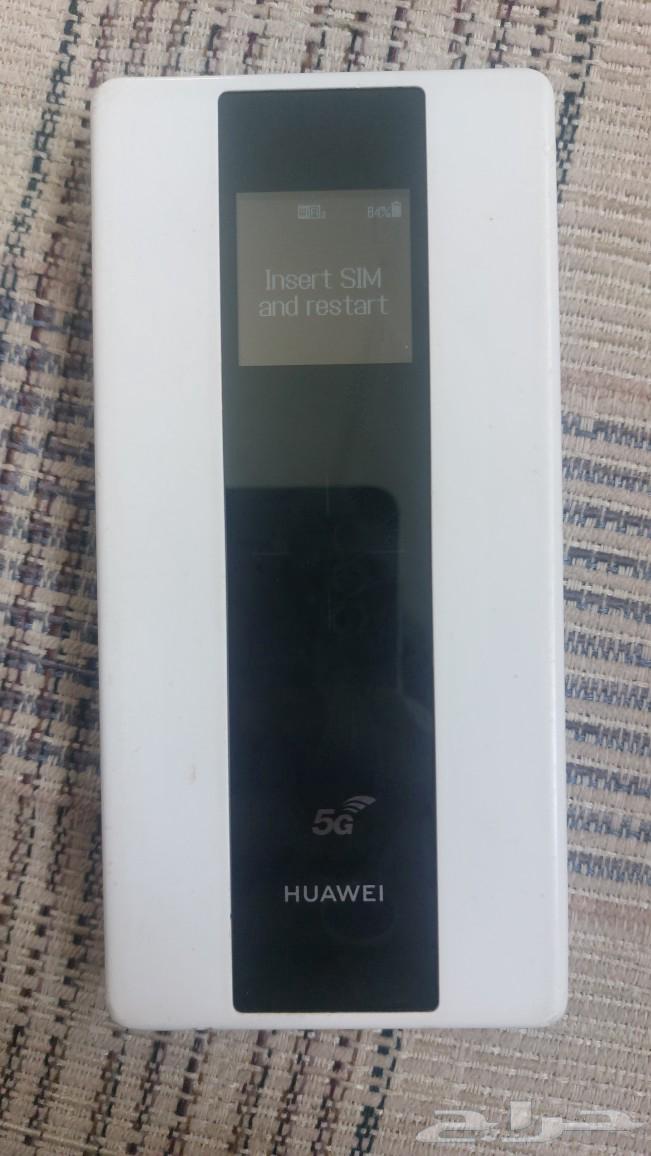 WiFi 84%
Insert SIM
and restart
5G
HUAWEI
حراج